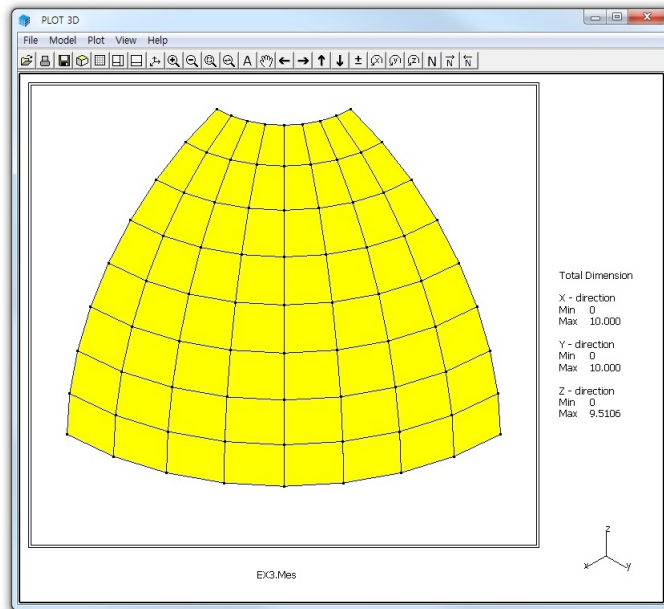 PLOT 3D
File Model Plot View Help
A ± X Y Z N N N
Total Dimension
X - direction
Min 0
Max 10.000
Y - direction
Min 0
Max 10.000
Z - direction
Min 0
Max 9.5106
z
x y
EX3.Mes